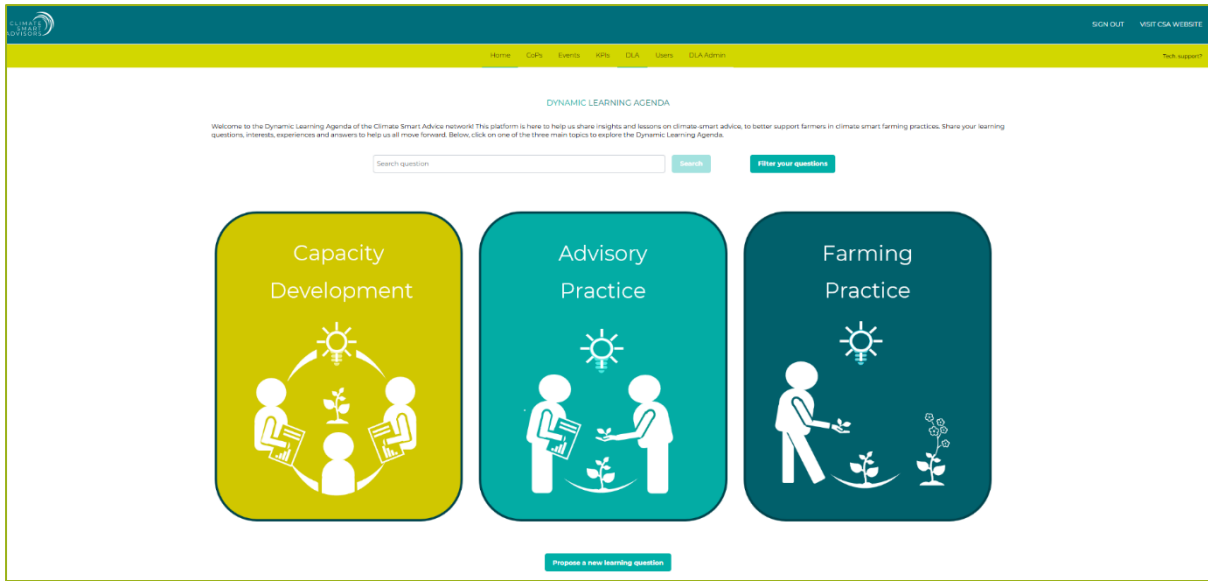 CLIMATE
SMART
ADVISORS
SIGN OUT VISIT CSA WEBSITE
Home CoPs Events KPIs DLA Users DLA Admin
Tech support?
DYNAMIC LEARNING AGENDA
Welcome to the Dynamic Learning Agenda of the Climate Smart Advice network! This platform is here to help us share insights and lessons on climate-smart advice, to better support farmers in climate smart farming practices. Share your learning
questions, interests, experiences and answers to help us all move forward. Below, click on one of the three main topics to explore the Dynamic Learning Agenda.
Search question Search Filter your questions
Capacity
Development
Advisory
Practice
Farming
Practice
Propose a new learning question